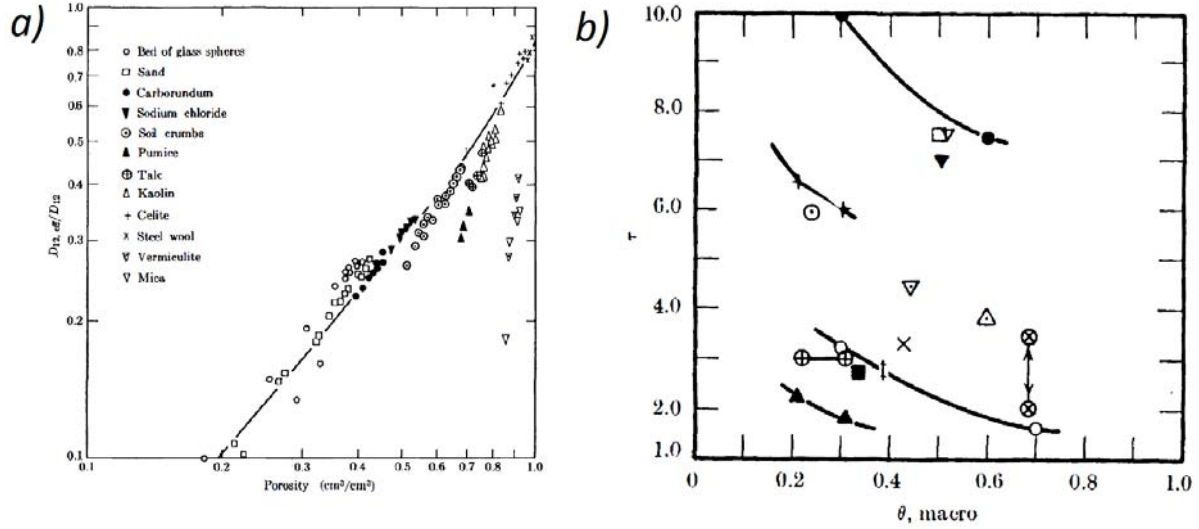 a)
1.0
0.8
0.7
0.6
0.5
0.4
0.3
0.2
0.1
D12, eff/D12
Bed of glass spheres
Sand
Carborundum
Sodium chloride
Soil crumbs
Pumice
Talc
Kaolin
Celite
Steel wool
Vermiculite
Mica
0.1 0.2 0.3 0.4 0.5 0.6 0.7 0.8 1.0
Porosity (cm³/cm³)
b)
10.0
8.0
6.0
τ
4.0
2.0
1.0
0 0.2 0.4 0.6 0.8 1.0
θ, macro